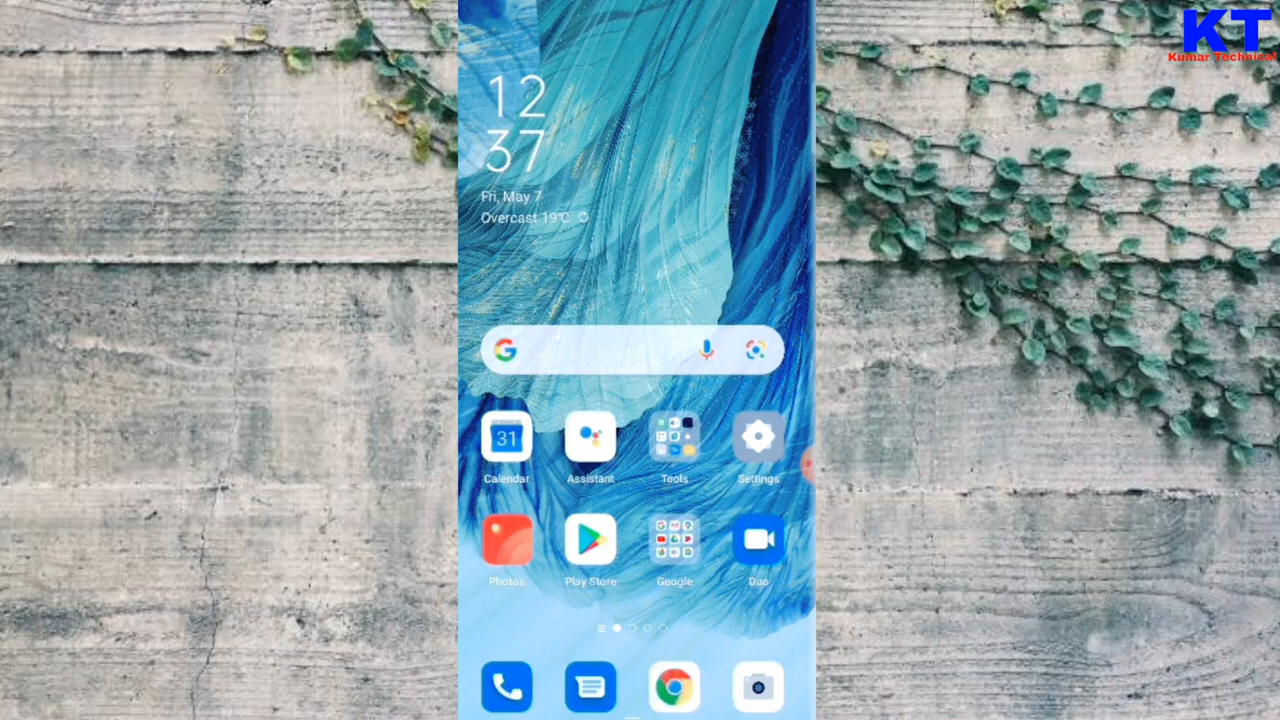 KT
Kumar Technical
12
37
Fri, May 7
Overcast 19°C
31
Calendar
Assistant
Tools
Settings
Photos
Play Store
Google
Duo